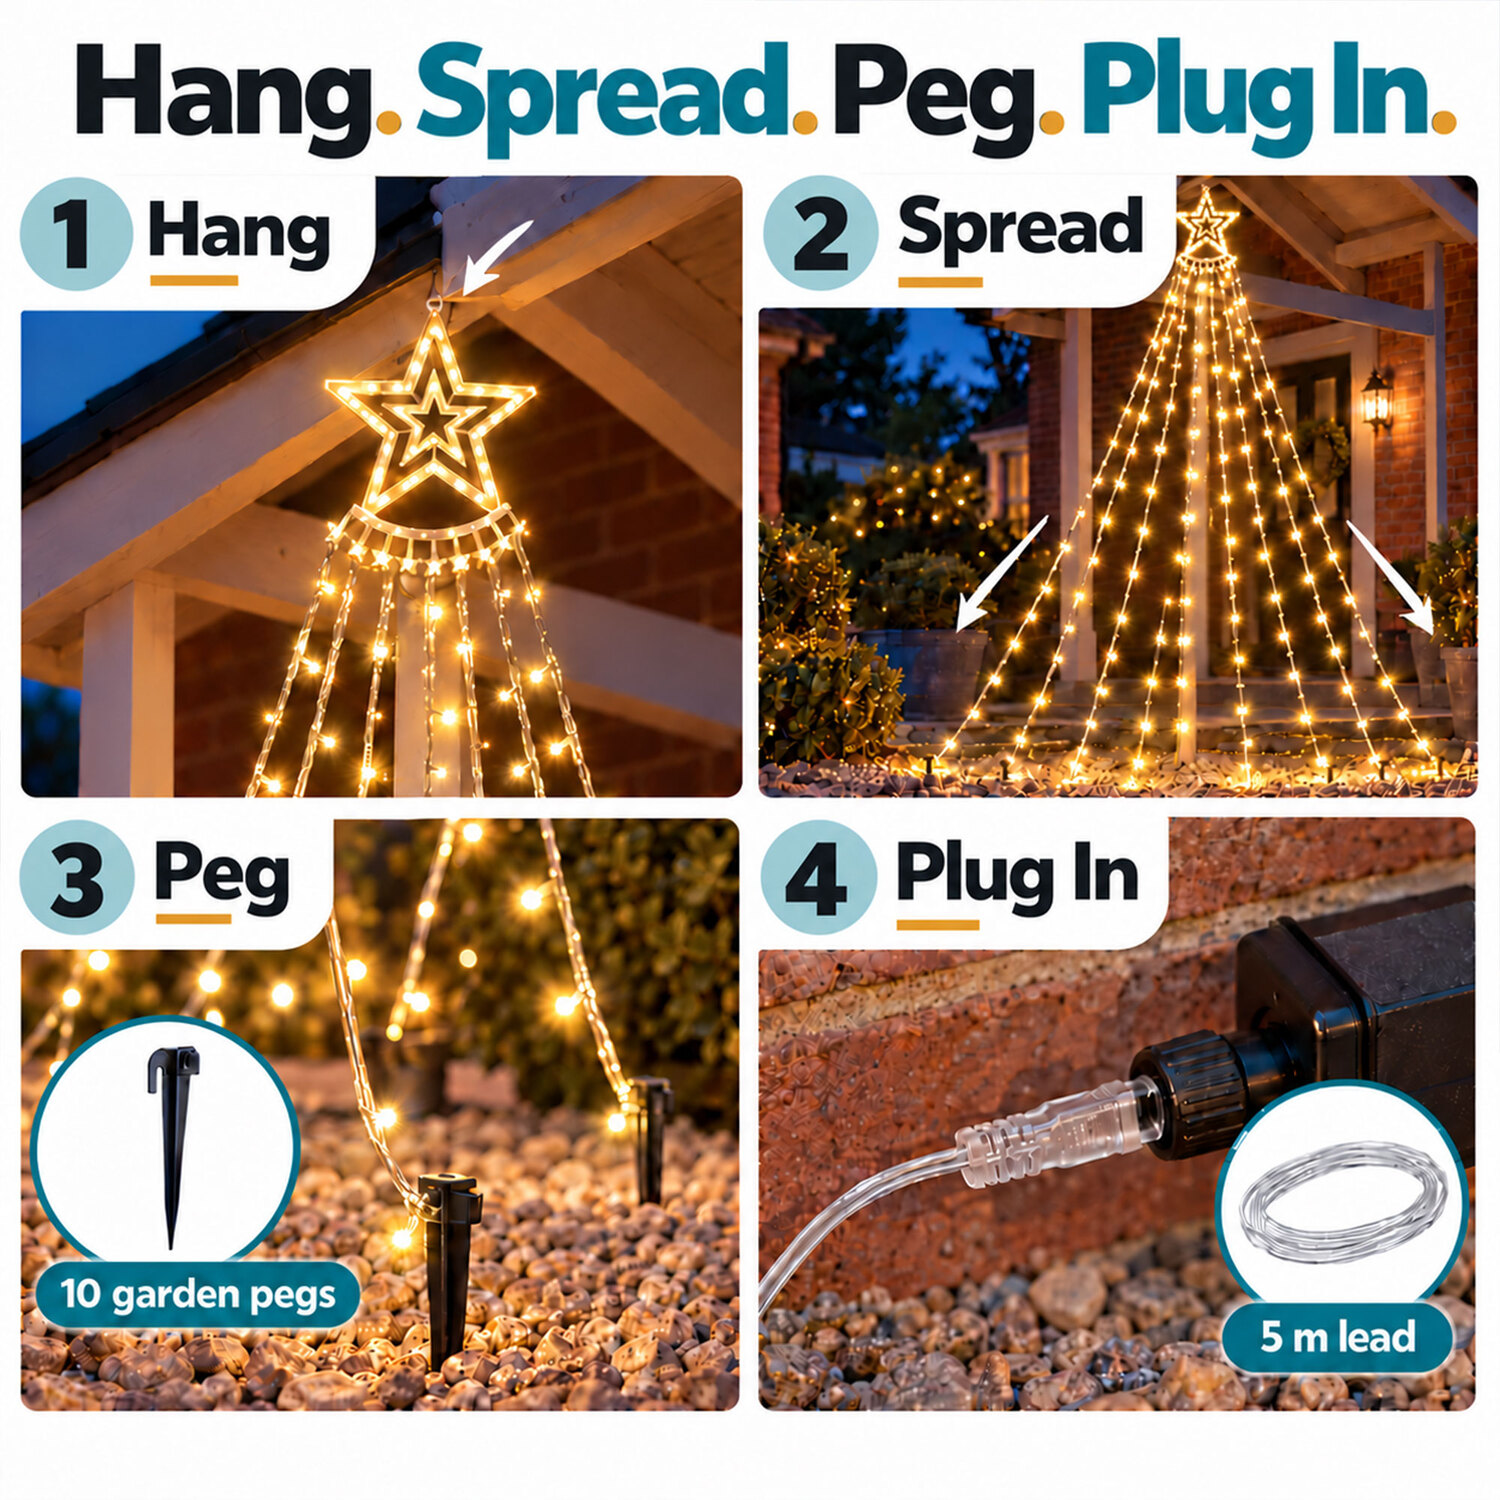 Hang. Spread. Peg. Plug In.
1 Hang
2 Spread
3 Peg
10 garden pegs
4 Plug In
5 m lead